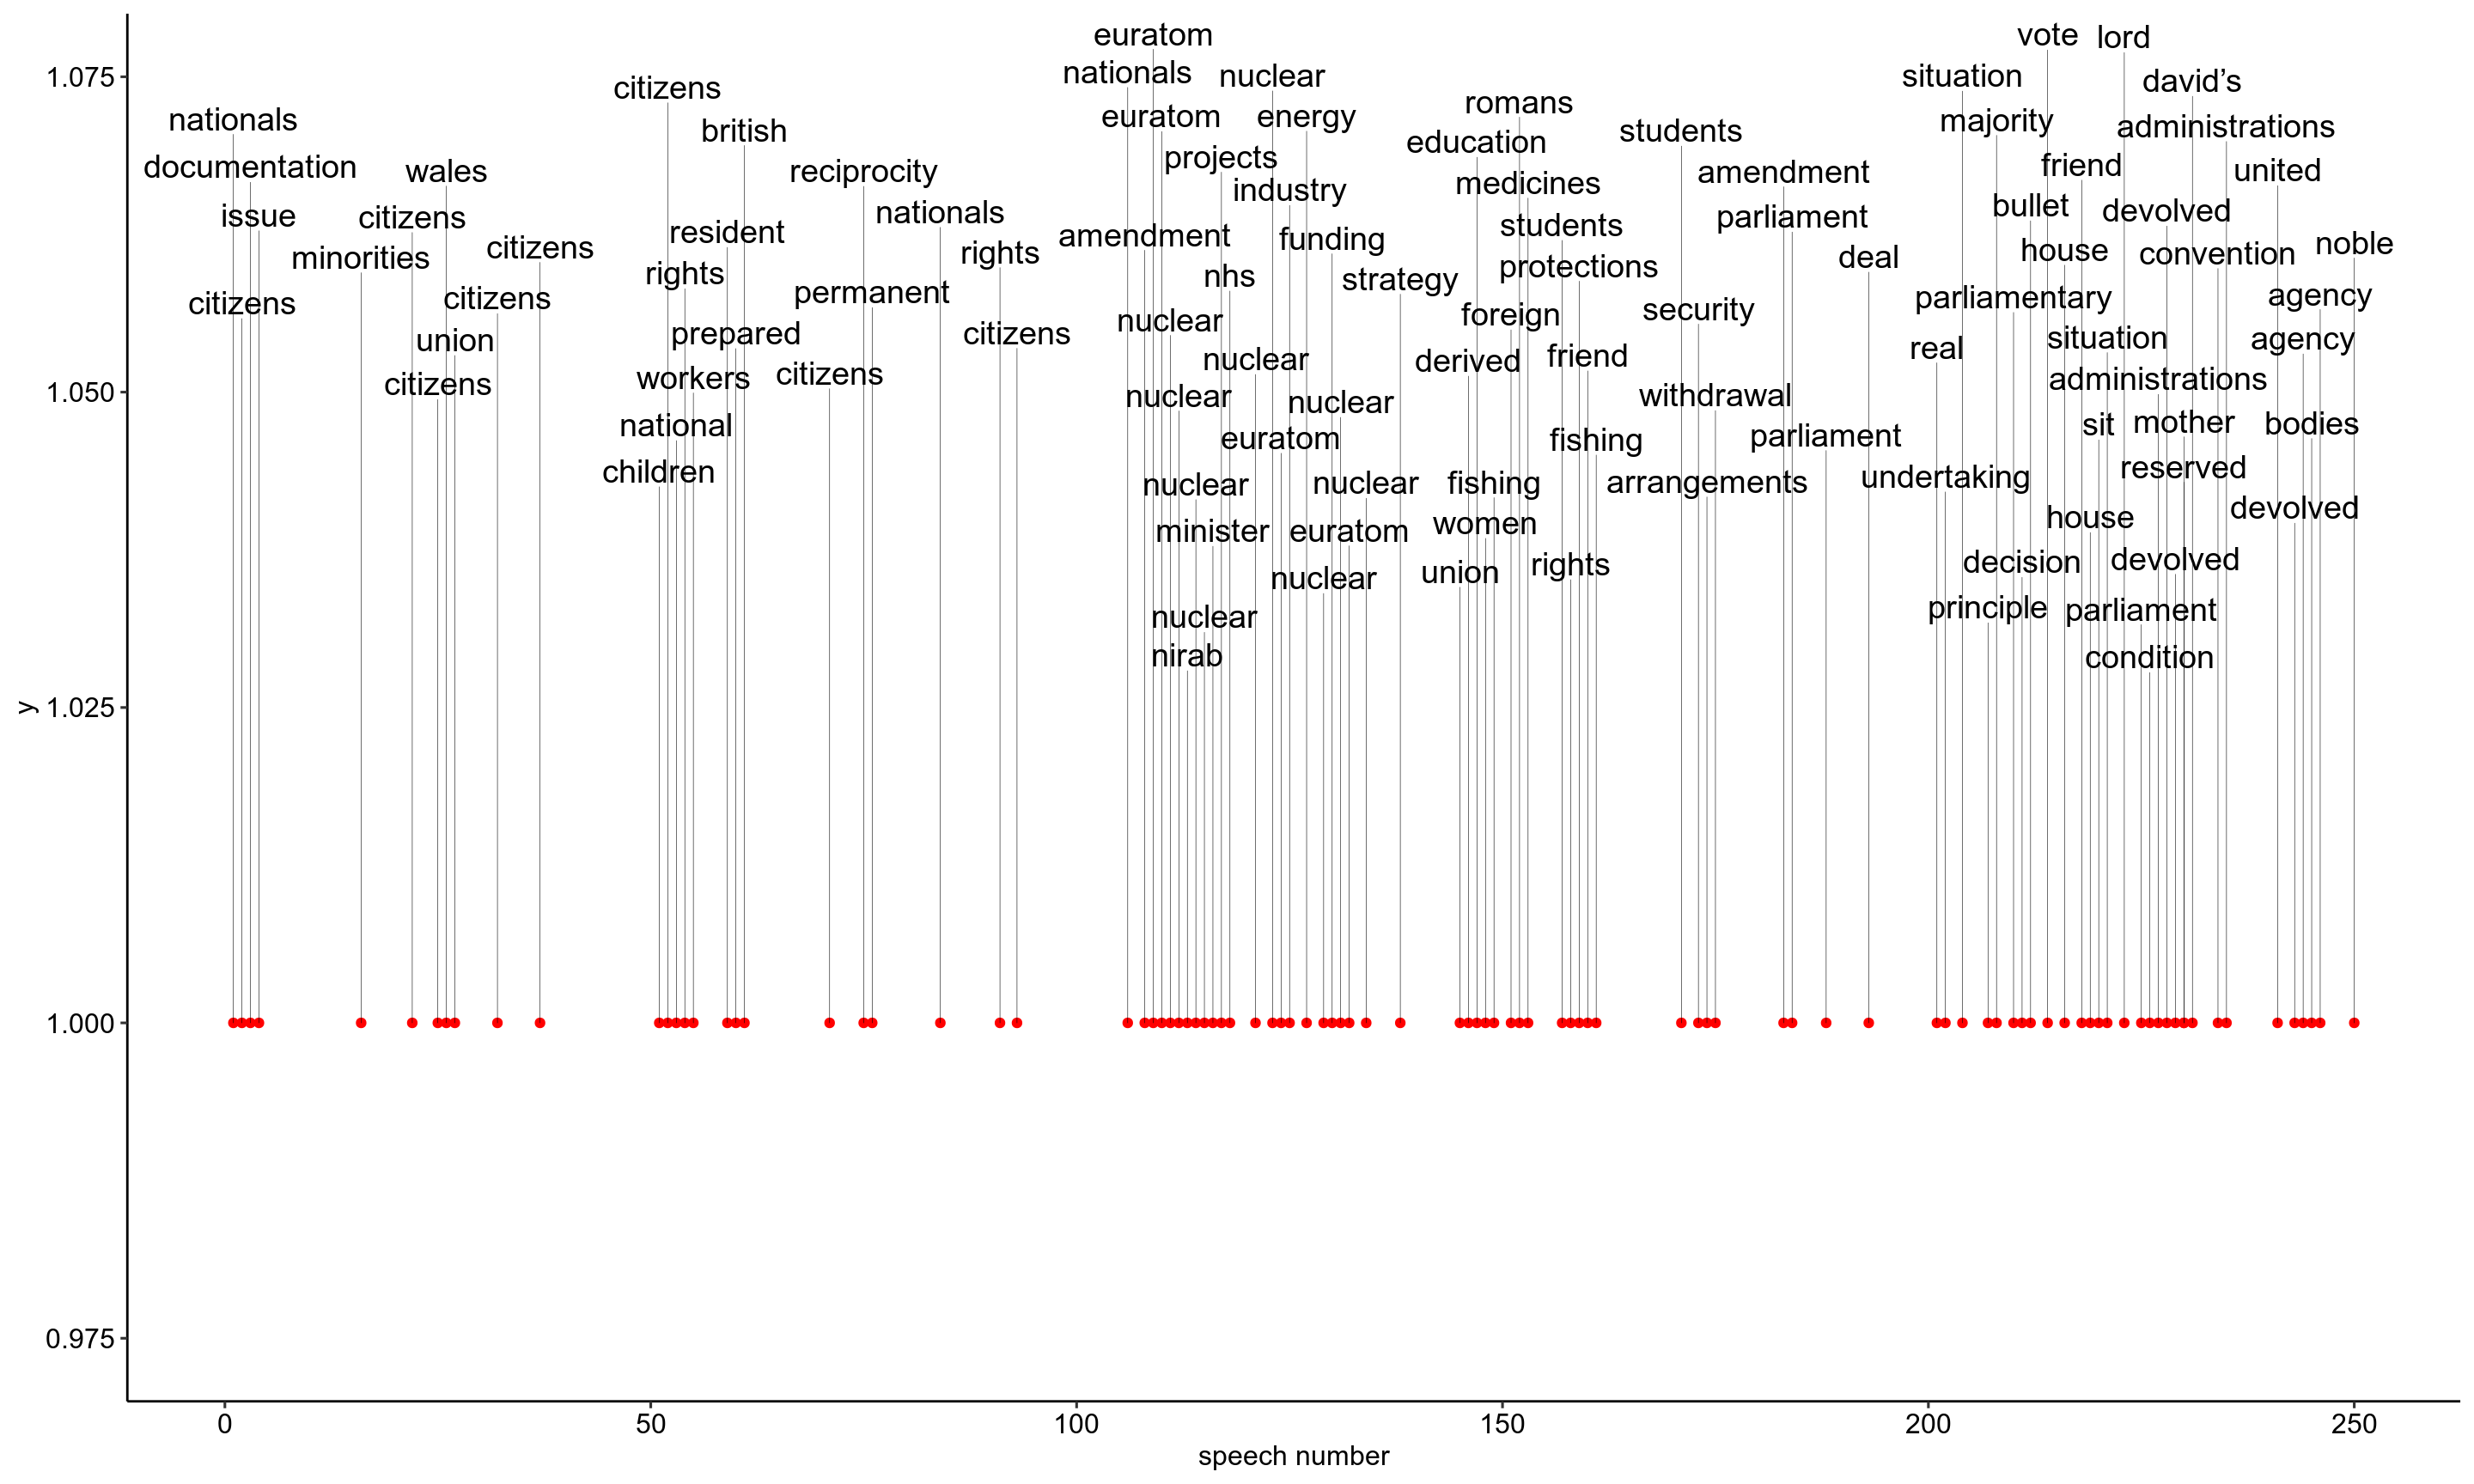 euratom
vote
lord
nationals
nuclear
situation
1.075
david’s
citizens
romans
nationals
euratom
energy
majority
administrations
british
students
education
documentation
projects
friend
united
wales
reciprocity
amendment
medicines
industry
bullet
issue
citizens
nationals
parliament
devolved
students
resident
amendment
funding
noble
citizens
rights
house
convention
minorities
deal
protections
rights
nhs
strategy
citizens
citizens
permanent
parliamentary
agency
security
foreign
nuclear
union
prepared
citizens
situation
agency
real
friend
nuclear
derived
citizens
workers
citizens
administrations
1.050
nuclear
withdrawal
nuclear
national
mother
sit
bodies
euratom
parliament
fishing
children
reserved
undertaking
nuclear
nuclear
fishing
arrangements
devolved
house
women
minister
euratom
devolved
decision
rights
union
nuclear
principle
parliament
nuclear
nirab
condition
y
1.025
1.000
0.975
0
50
100
150
200
250
speech number